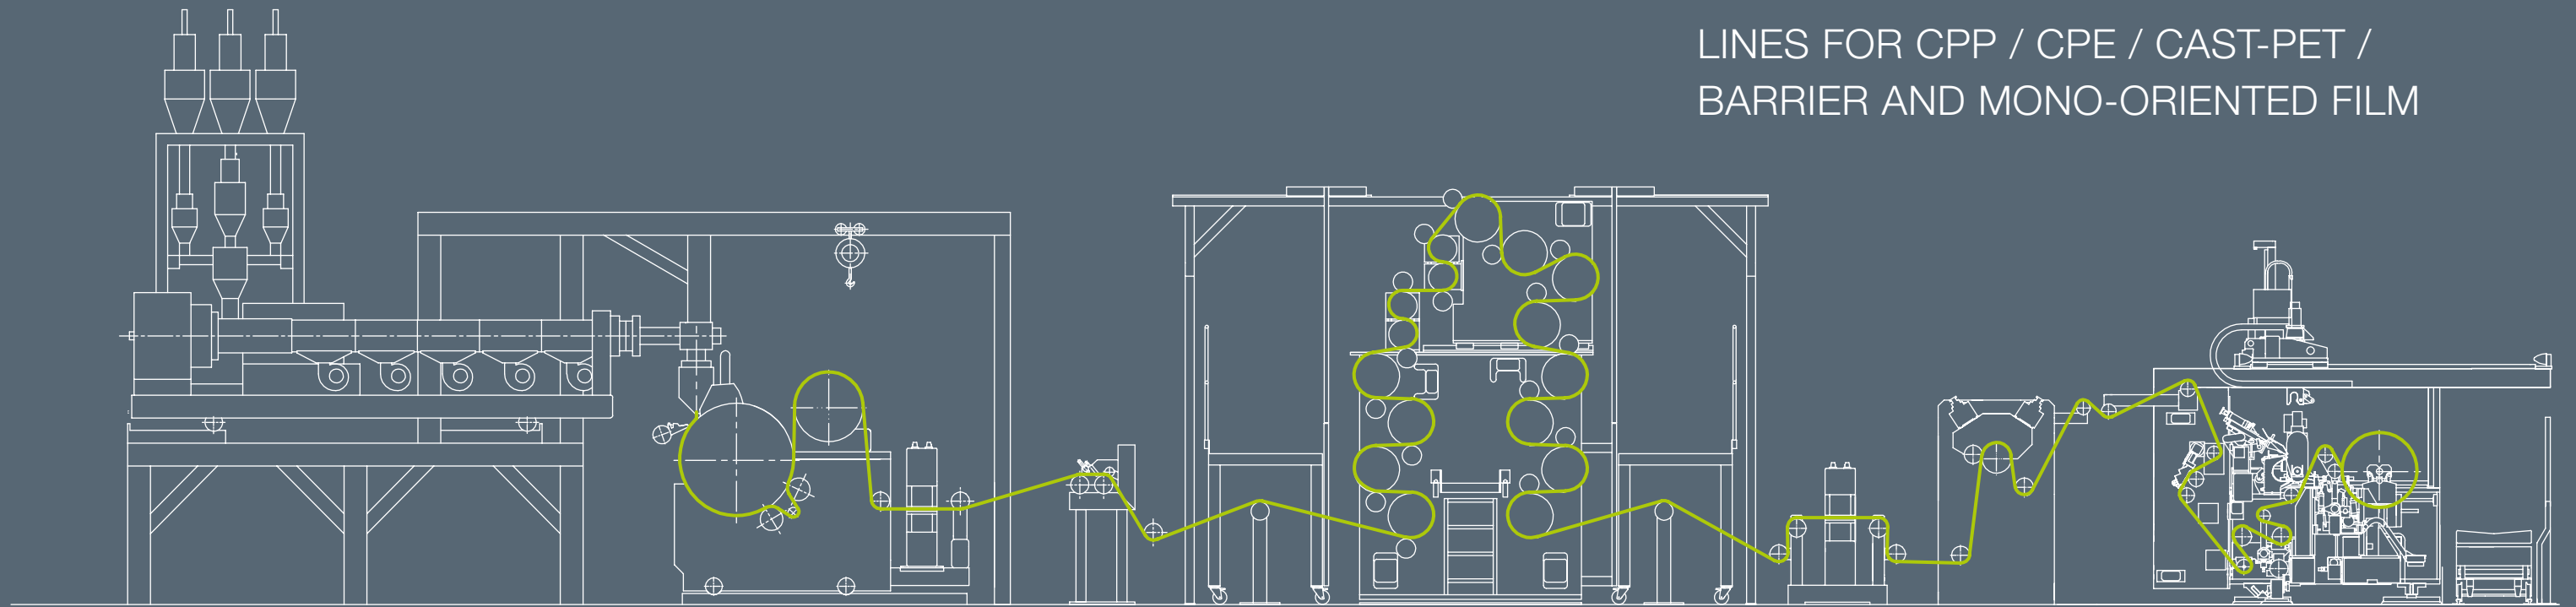 LINES FOR CPP / CPE / CAST-PET /
BARRIER AND MONO-ORIENTED FILM